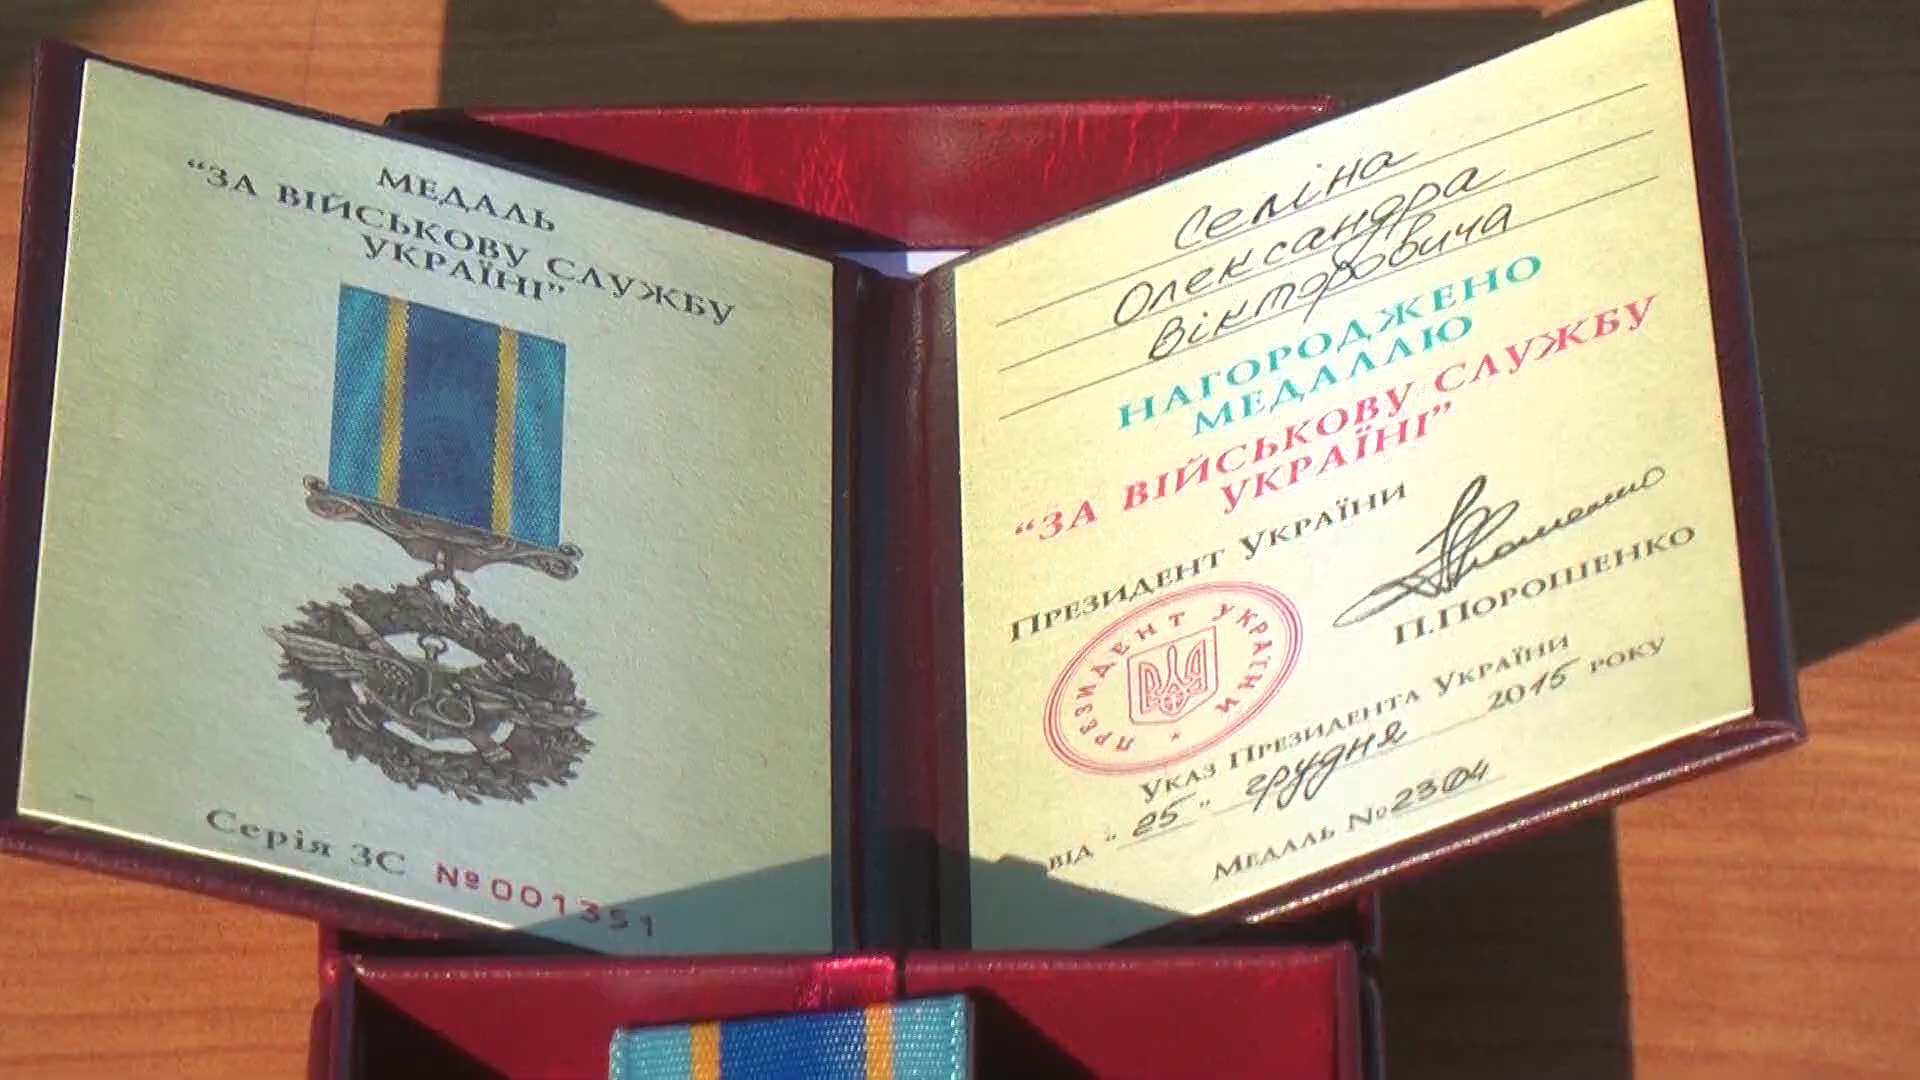 МЕДАЛЬ
“ЗА ВІЙСЬКОВУ СЛУЖБУ
УКРАЇНІ”
Серія ЗС №001351
Селіна
Олександра
Вікторовича
НАГОРОДЖЕНО
МЕДАЛЛЮ
“ЗА ВІЙСЬКОВУ СЛУЖБУ
УКРАЇНІ”
ПРЕЗИДЕНТ УКРАЇНИ
П.ПОРОШЕНКО
ПРЕЗИДЕНТ УКРАЇНИ
УКАЗ ПРЕЗИДЕНТА УКРАЇНИ
ВІД “25” грудня 2015 РОКУ
МЕДАЛЬ №2304